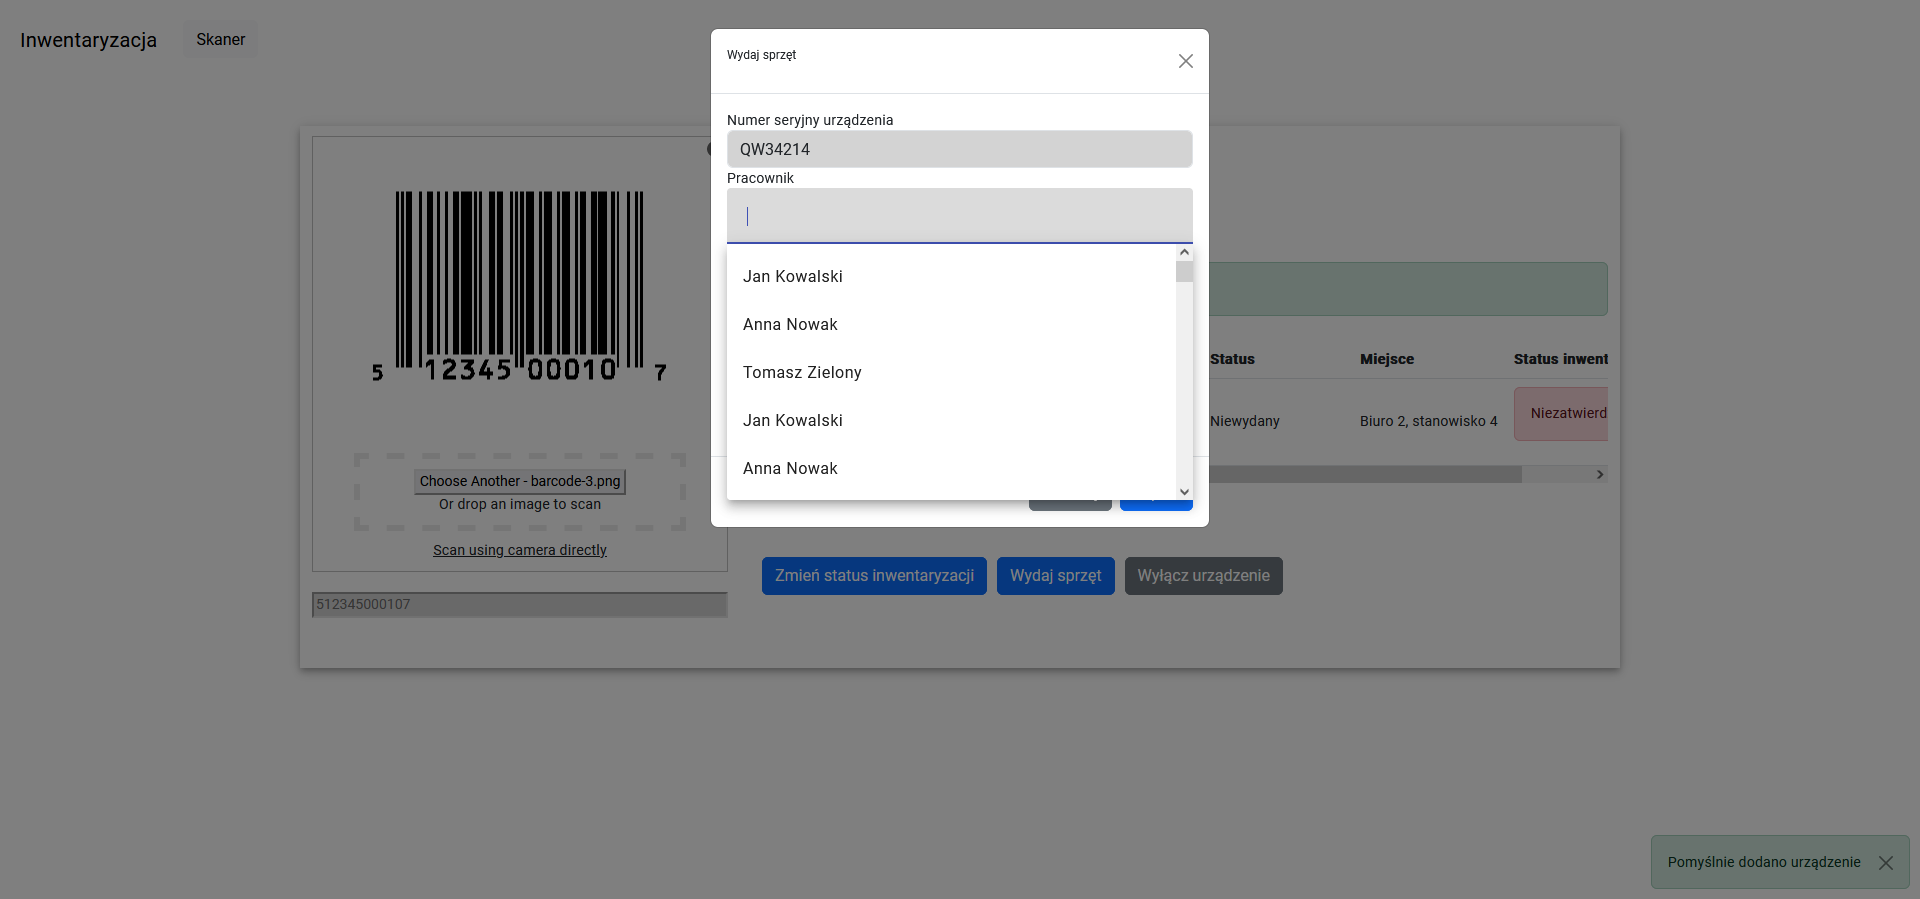 Inwentaryzacja
Skaner
Wydaj sprzęt
Numer seryjny urządzenia
QW34214
Pracownik
Jan Kowalski
Anna Nowak
Tomasz Zielony
Jan Kowalski
Anna Nowak
5 12345 00010 7
Choose Another - barcode-3.png
Or drop an image to scan
Scan using camera directly
512345000107
Status Miejsce Status inwent
Niewydany Biuro 2, stanowisko 4 Niezatwierd
Zmień status inwentaryzacji Wydaj sprzęt Wyłącz urządzenie
Pomyślnie dodano urządzenie